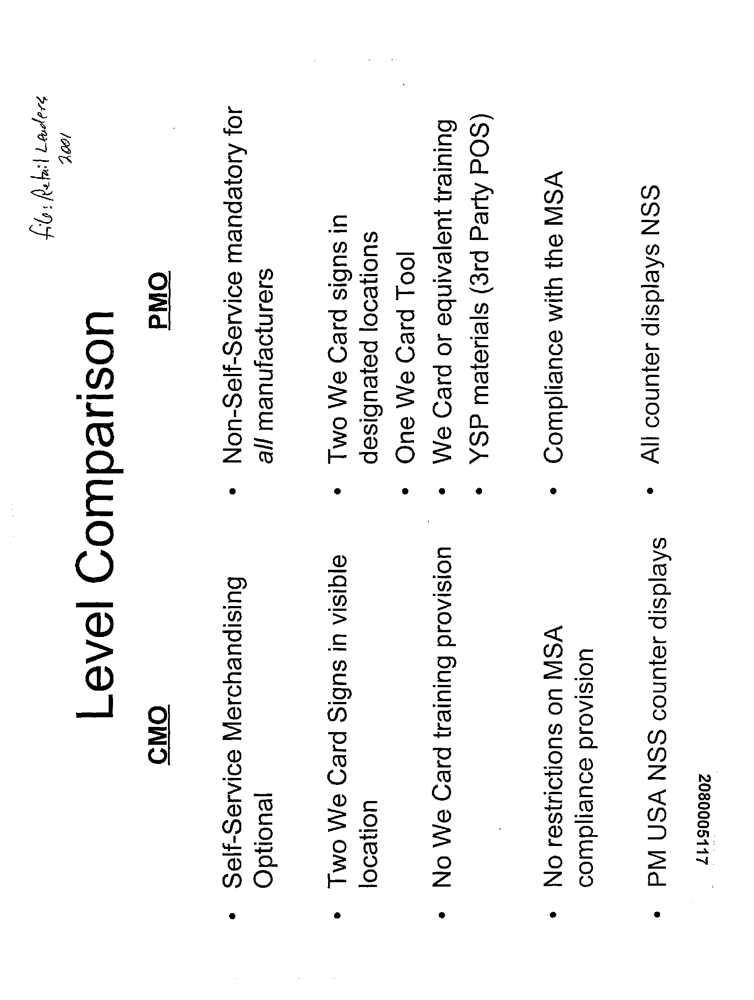 file: Retail Leaders
2001
Level Comparison
CMO
• Self-Service Merchandising
Optional
• Two We Card Signs in visible
location
• No We Card training provision
• No restrictions on MSA
compliance provision
• PM USA NSS counter displays
PMO
• Non-Self-Service mandatory for
all manufacturers
• Two We Card signs in
designated locations
• One We Card Tool
• We Card or equivalent training
• YSP materials (3rd Party POS)
• Compliance with the MSA
• All counter displays NSS
2080005117